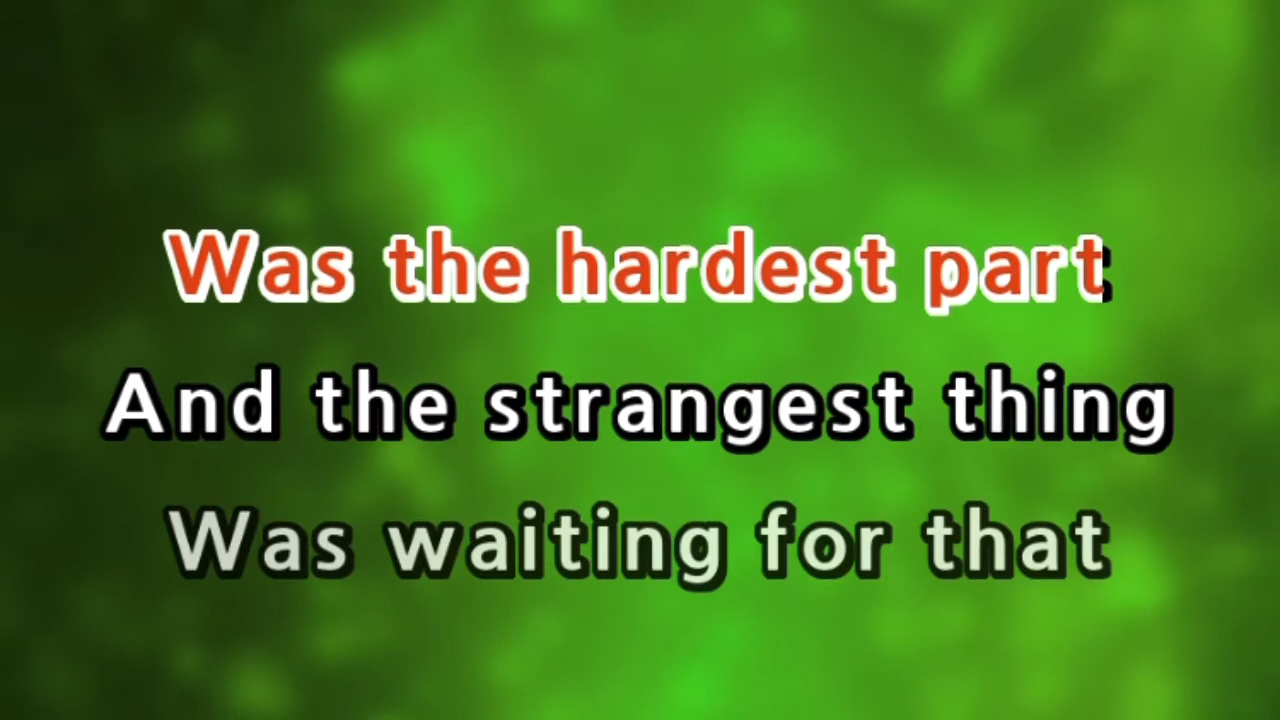 Was the hardest part
And the strangest thing
Was waiting for that